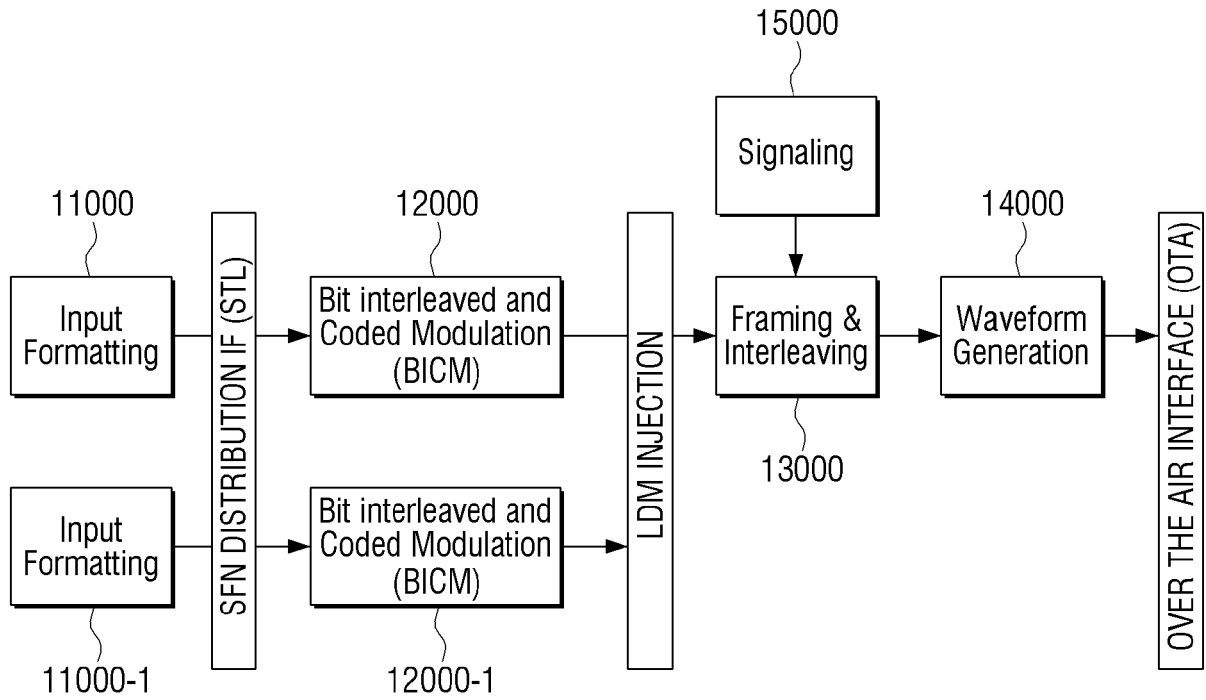 15000
Signaling
11000
12000
14000
Input
Formatting
SFN DISTRIBUTION IF (STL)
Bit interleaved and
Coded Modulation
(BICM)
LDM INJECTION
Framing &
Interleaving
Waveform
Generation
OVER THE AIR INTERFACE (OTA)
13000
Input
Formatting
Bit interleaved and
Coded Modulation
(BICM)
11000-1
12000-1